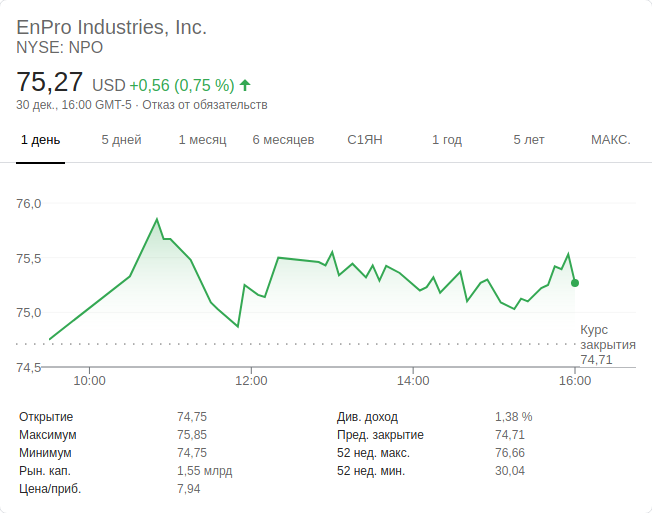 EnPro Industries, Inc.
NYSE: NPO
75,27 USD +0,56 (0,75 %)
30 дек., 16:00 GMT-5 · Отказ от обязательств
1 день 5 дней 1 месяц 6 месяцев С1ЯН 1 год 5 лет МАКС.
76,0
75,5
75,0
Курс
закрытия
74,71
74,5
10:00 12:00 14:00 16:00
Открытие 74,75 Див. доход 1,38 %
Максимум 75,85 Пред. закрытие 74,71
Минимум 74,75 52 нед. макс. 76,66
Рын. кап. 1,55 млрд 52 нед. мин. 30,04
Цена/приб. 7,94